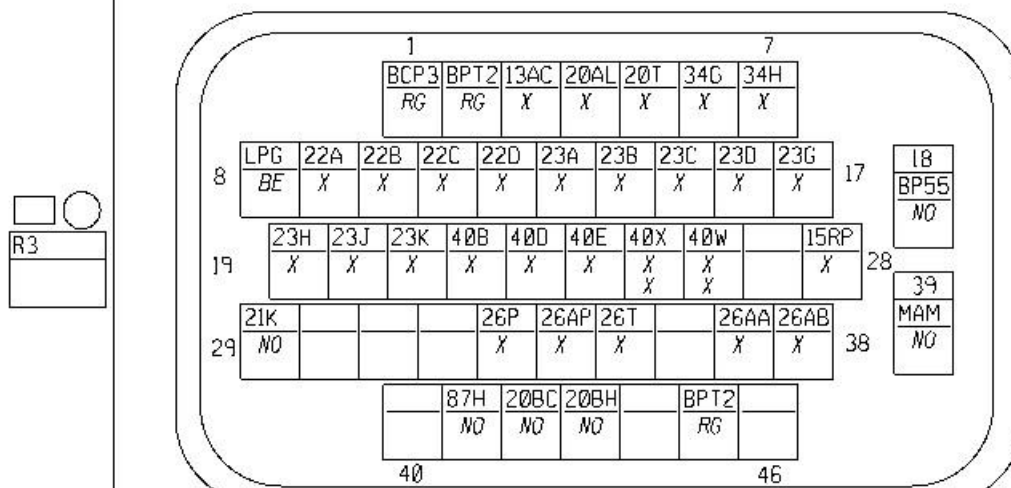 1 7
BCP3 BPT2 13AC 20AL 20T 34G 34H
RG RG X X X X X
8 LPG 22A 22B 22C 22D 23A 23B 23C 23D 23G 17
BE X X X X X X X X X
18
BP55
NO
R3
19 23H 23J 23K 40B 40D 40E 40X 40W 15RP 28
X X X X X X X X X
X X
39
MAM
NO
29 21K 26P 26AP 26T 26AA 26AB 38
NO X X X X X
87H 20BC 20BH BPT2
NO NO NO RG
40 46